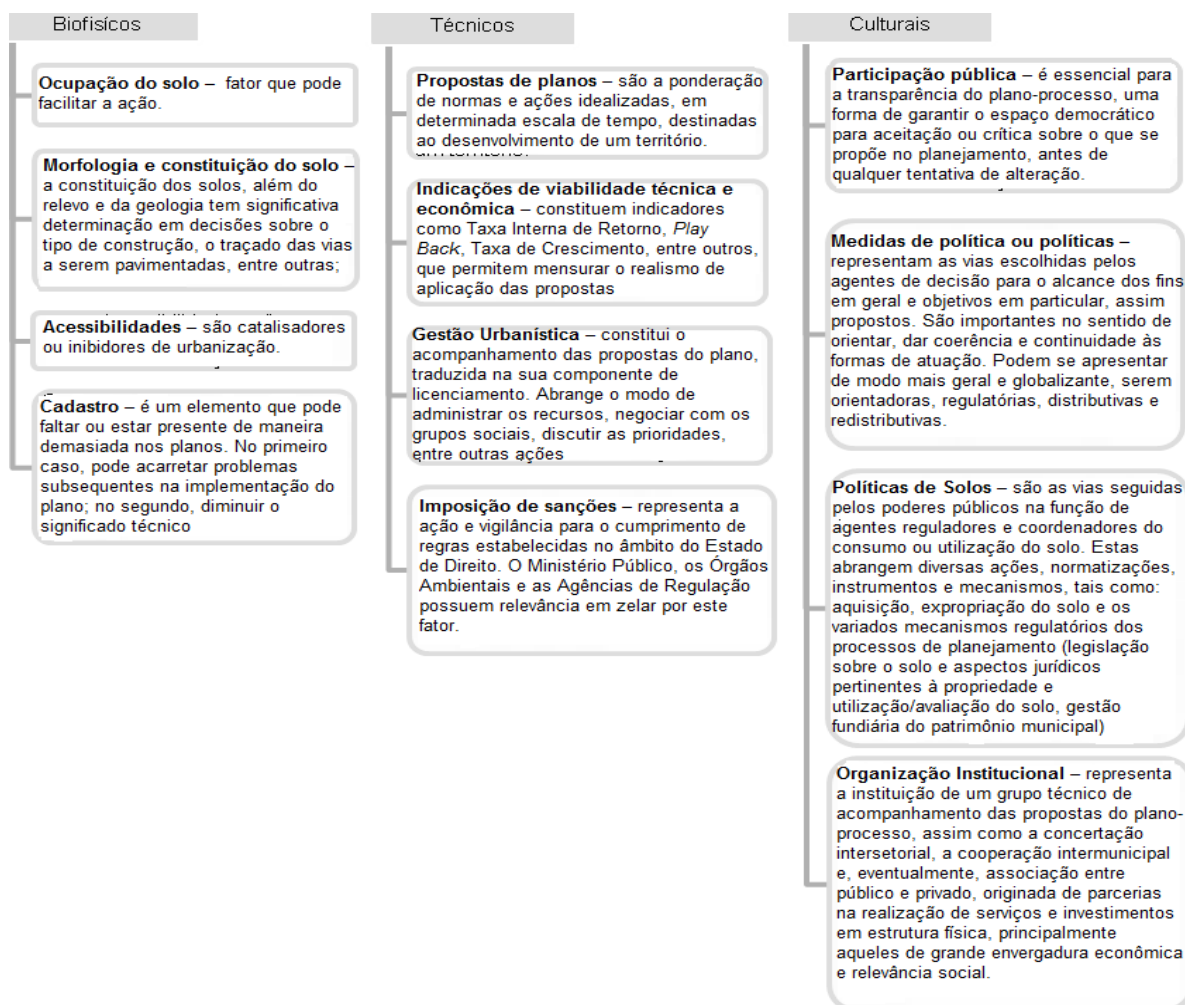 Biofisícos
Ocupação do solo – fator que pode
facilitar a ação.
Morfologia e constituição do solo –
a constituição dos solos, além do
relevo e da geologia tem significativa
determinação em decisões sobre o
tipo de construção, o traçado das vias
a serem pavimentadas, entre outras;
Acessibilidades – são catalisadores
ou inibidores de urbanização.
Cadastro – é um elemento que pode
faltar ou estar presente de maneira
demasiada nos planos. No primeiro
caso, pode acarretar problemas
subsequentes na implementação do
plano; no segundo, diminuir o
significado técnico
Técnicos
Propostas de planos – são a ponderação
de normas e ações idealizadas, em
determinada escala de tempo, destinadas
ao desenvolvimento de um território.
Indicações de viabilidade técnica e
econômica – constituem indicadores
como Taxa Interna de Retorno, Play
Back, Taxa de Crescimento, entre outros,
que permitem mensurar o realismo de
aplicação das propostas
Gestão Urbanística – constitui o
acompanhamento das propostas do plano,
traduzida na sua componente de
licenciamento. Abrange o modo de
administrar os recursos, negociar com os
grupos sociais, discutir as prioridades,
entre outras ações
Imposição de sanções – representa a
ação e vigilância para o cumprimento de
regras estabelecidas no âmbito do Estado
de Direito. O Ministério Público, os Órgãos
Ambientais e as Agências de Regulação
possuem relevância em zelar por este
fator.
Culturais
Participação pública – é essencial para
a transparência do plano-processo, uma
forma de garantir o espaço democrático
para aceitação ou crítica sobre o que se
propõe no planejamento, antes de
qualquer tentativa de alteração.
Medidas de política ou políticas –
representam as vias escolhidas pelos
agentes de decisão para o alcance dos fins
em geral e objetivos em particular, assim
propostos. São importantes no sentido de
orientar, dar coerência e continuidade às
formas de atuação. Podem se apresentar
de modo mais geral e globalizante, serem
orientadoras, regulatórias, distributivas e
redistributivas.
Políticas de Solos – são as vias seguidas
pelos poderes públicos na função de
agentes reguladores e coordenadores do
consumo ou utilização do solo. Estas
abrangem diversas ações, normatizações,
instrumentos e mecanismos, tais como:
aquisição, expropriação do solo e os
variados mecanismos regulatórios dos
processos de planejamento (legislação
sobre o solo e aspectos jurídicos
pertinentes à propriedade e
utilização/avaliação do solo, gestão
fundiária do patrimônio municipal)
Organização Institucional – representa
a instituição de um grupo técnico de
acompanhamento das propostas do plano-
processo, assim como a concertação
intersetorial, a cooperação intermunicipal
e, eventualmente, associação entre
público e privado, originada de parcerias
na realização de serviços e investimentos
em estrutura física, principalmente
aqueles de grande envergadura econômica
e relevância social.